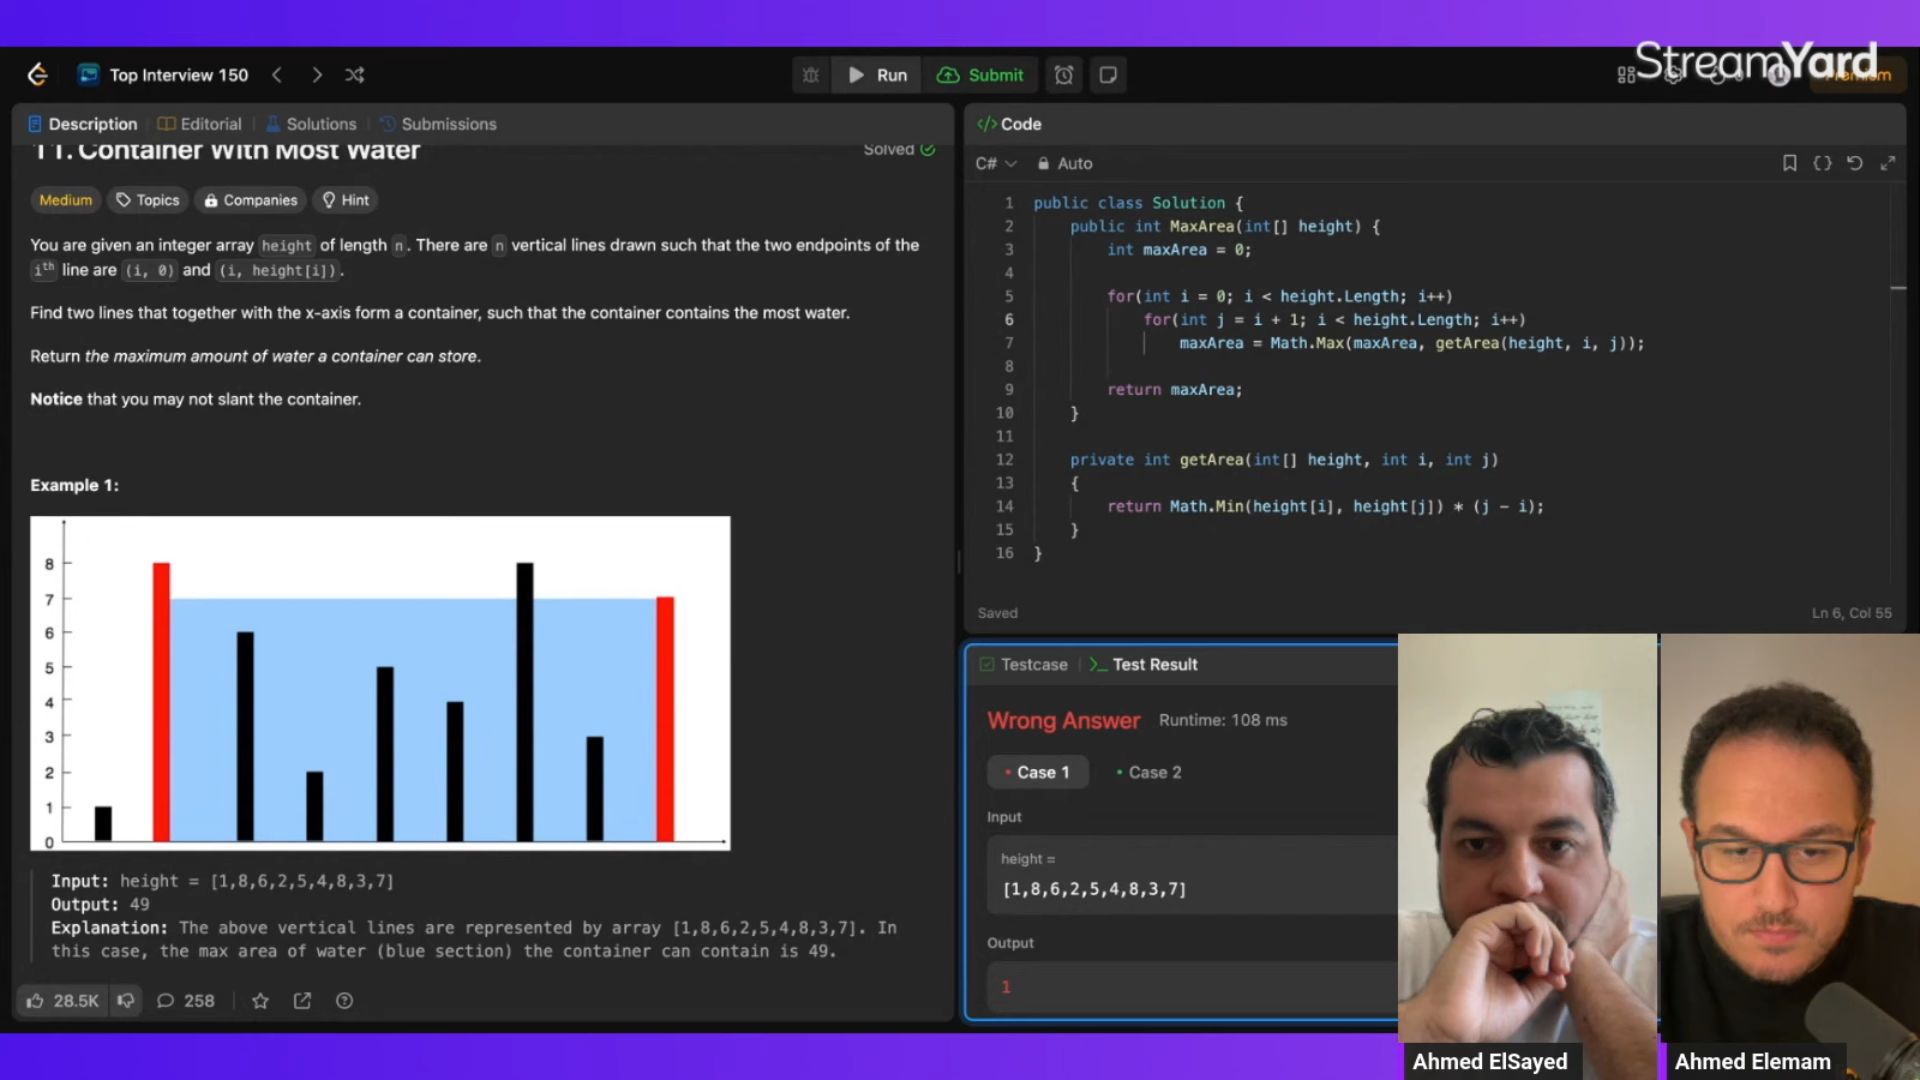 StreamYard
Top Interview 150
Run
Submit
Description
Editorial
Solutions
Submissions
Code
11. Container With Most Water
Solved
C#
Auto
Medium
Topics
Companies
Hint
You are given an integer array height of length n. There are n vertical lines drawn such that the two endpoints of the
ith line are (i, 0) and (i, height[i]).
Find two lines that together with the x-axis form a container, such that the container contains the most water.
Return the maximum amount of water a container can store.
Notice that you may not slant the container.
Example 1:
8
7
6
5
4
3
2
1
0
Input: height = [1,8,6,2,5,4,8,3,7]
Output: 49
Explanation: The above vertical lines are represented by array [1,8,6,2,5,4,8,3,7]. In
this case, the max area of water (blue section) the container can contain is 49.
28.5K
258
1 public class Solution {
2 public int MaxArea(int[] height) {
3 int maxArea = 0;
4
5 for(int i = 0; i < height.Length; i++)
6 for(int j = i + 1; i < height.Length; i++)
7 maxArea = Math.Max(maxArea, getArea(height, i, j));
8
9 return maxArea;
10 }
11
12 private int getArea(int[] height, int i, int j)
13 {
14 return Math.Min(height[i], height[j]) * (j - i);
15 }
16 }
Saved
Ln 6, Col 55
Testcase
Test Result
Wrong Answer
Runtime: 108 ms
Case 1
Case 2
Input
height =
[1,8,6,2,5,4,8,3,7]
Output
1
Ahmed ElSayed
Ahmed Elemam